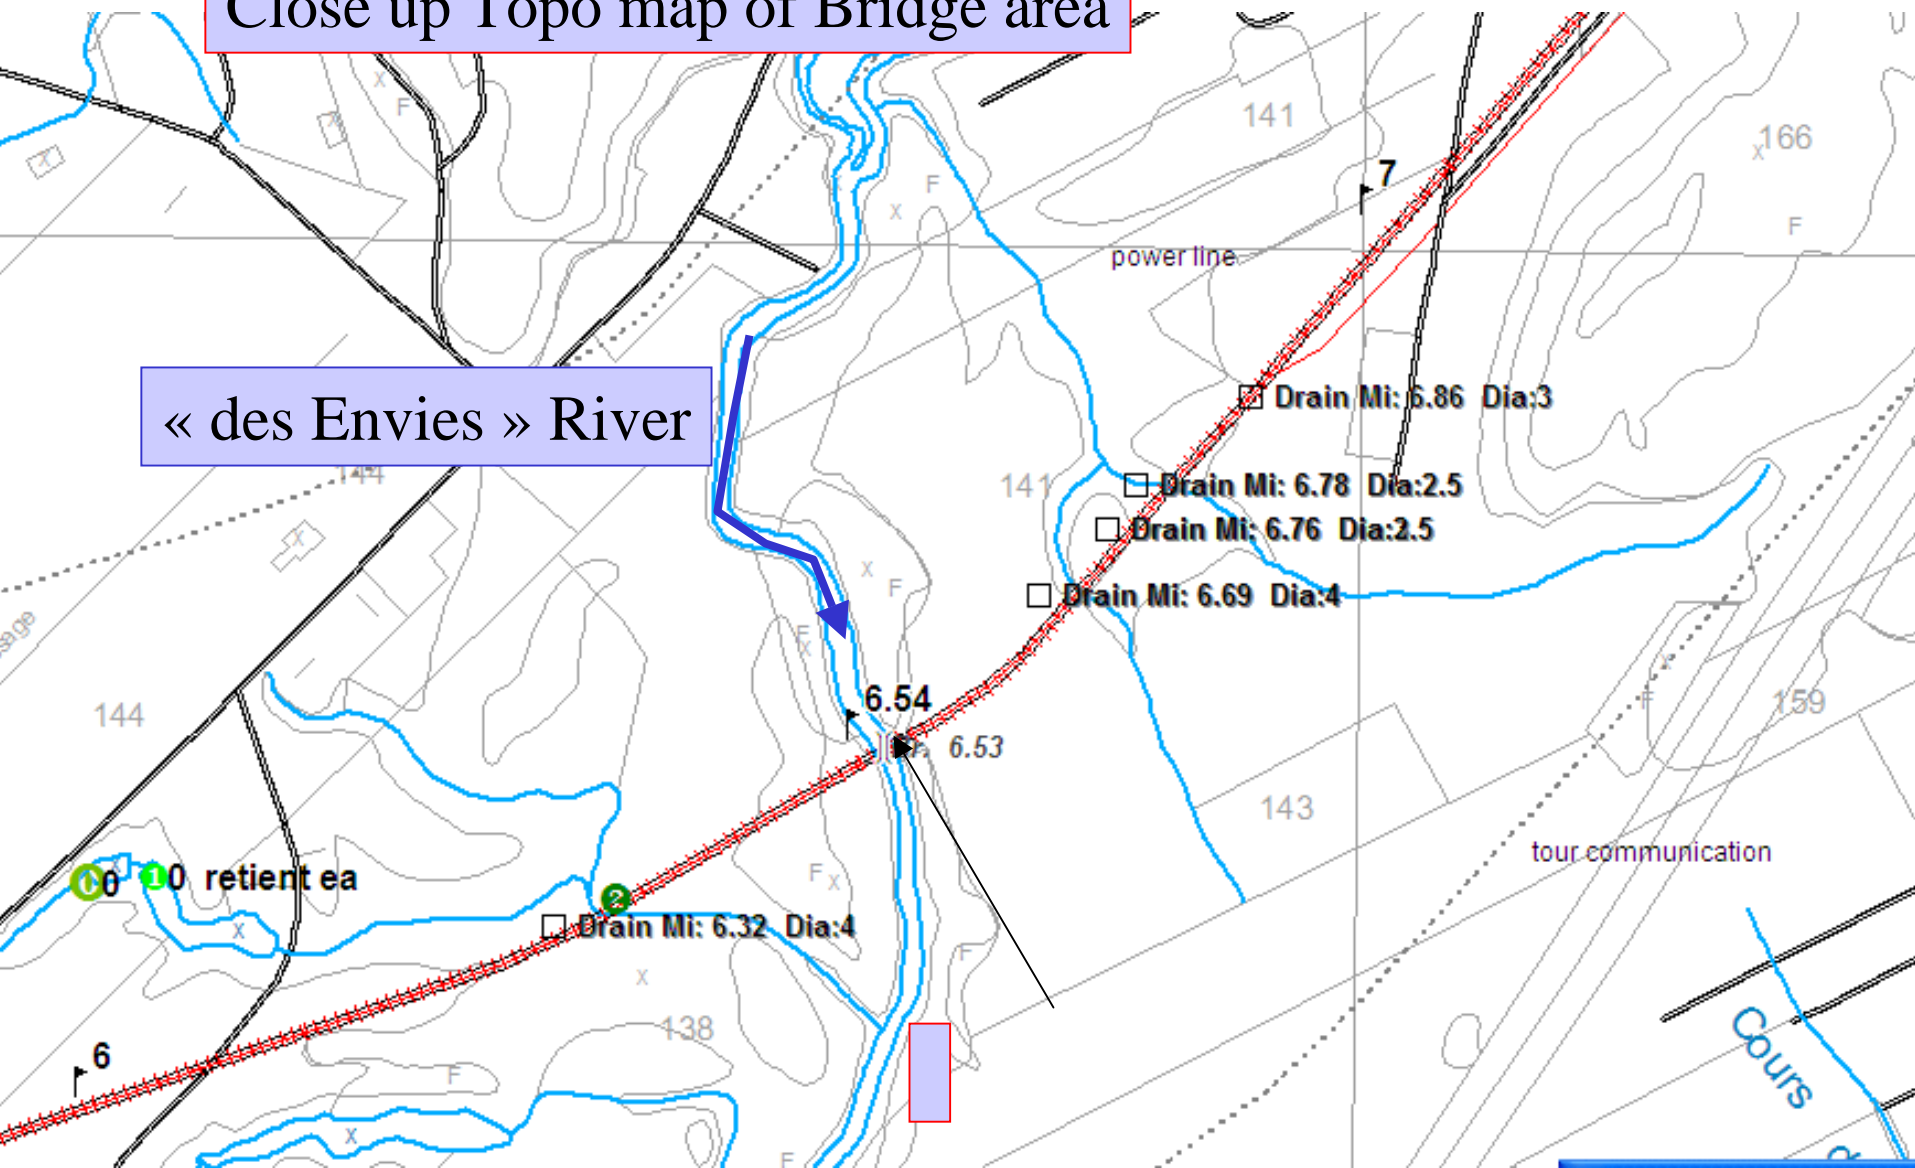 Close up Topo map of Bridge area
F
141
166
7
F
F
power line
« des Envies » River
144
Drain Mi: 6.86 Dia:3
141
Drain Mi: 6.78 Dia:2.5
Drain Mi: 6.76 Dia:2.5
F
Drain Mi: 6.69 Dia:4
F
6.54
6.53
144
F
159
143
tour communication
F
0
0 retient ea
2
Drain Mi: 6.32 Dia:4
F
138
6
F
Cours
d
F